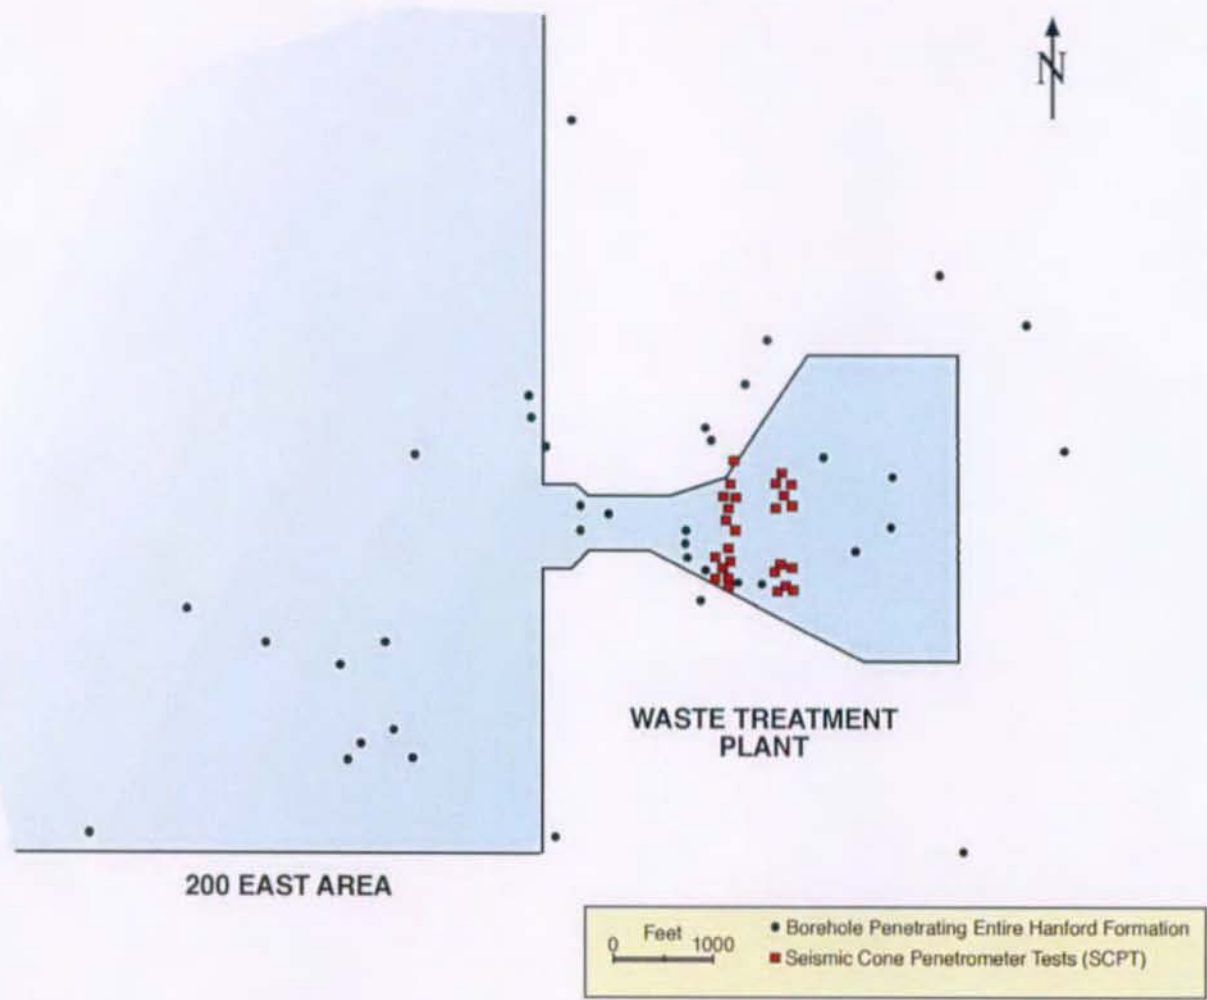 N
WASTE TREATMENT
PLANT
200 EAST AREA
Feet
0 1000
Borehole Penetrating Entire Hanford Formation
Seismic Cone Penetrometer Tests (SCPT)